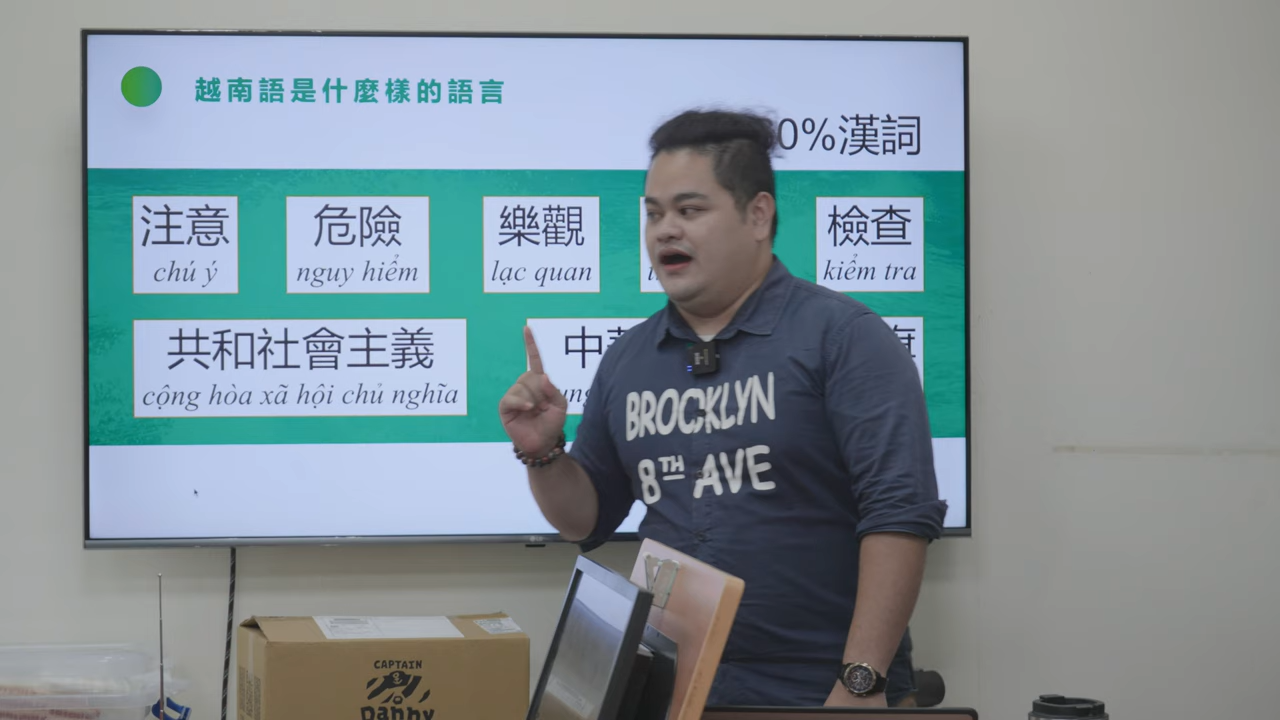 越南語是什麼樣的語言
0%漢詞
注意
chú ý
危險
nguy hiểm
樂觀
lạc quan
檢查
kiểm tra
共和社會主義
cộng hòa xã hội chủ nghĩa
中
BROOKLYN
8TH AVE
CAPTAIN
Danny